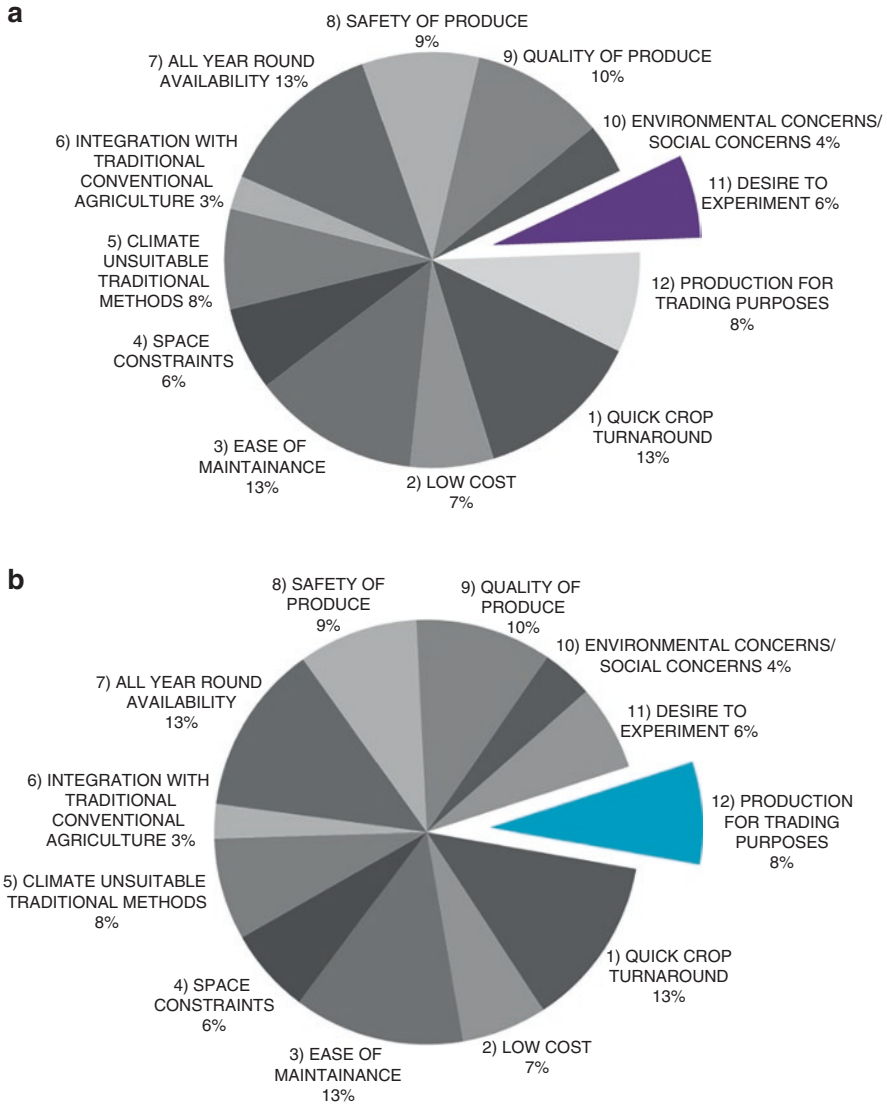 a
8) SAFETY OF PRODUCE
9%
9) QUALITY OF PRODUCE
10%
10) ENVIRONMENTAL CONCERNS/
SOCIAL CONCERNS 4%
11) DESIRE TO
EXPERIMENT 6%
12) PRODUCTION FOR
TRADING PURPOSES
8%
1) QUICK CROP
TURNAROUND
13%
2) LOW COST
7%
3) EASE OF
MAINTAINANCE
13%
4) SPACE
CONSTRAINTS
6%
5) CLIMATE
UNSUITABLE
TRADITIONAL
METHODS 8%
6) INTEGRATION WITH
TRADITIONAL
CONVENTIONAL
AGRICULTURE 3%
7) ALL YEAR ROUND
AVAILABILITY 13%
b
8) SAFETY OF
PRODUCE
9%
9) QUALITY OF
PRODUCE
10%
10) ENVIRONMENTAL CONCERNS/
SOCIAL CONCERNS 4%
11) DESIRE TO
EXPERIMENT 6%
12) PRODUCTION
FOR TRADING
PURPOSES
8%
1) QUICK CROP
TURNAROUND
13%
2) LOW COST
7%
3) EASE OF
MAINTAINANCE
13%
4) SPACE
CONSTRAINTS
6%
5) CLIMATE UNSUITABLE
TRADITIONAL METHODS
8%
6) INTEGRATION WITH
TRADITIONAL
CONVENTIONAL
AGRICULTURE 3%
7) ALL YEAR ROUND
AVAILABILITY
13%